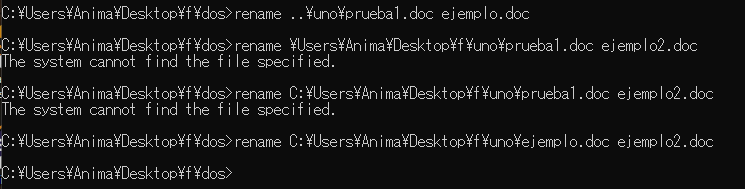 C:¥Users¥Anima¥Desktop¥f¥dos>rename ..¥uno¥prueba1.doc ejemplo.doc
C:¥Users¥Anima¥Desktop¥f¥dos>rename ¥Users¥Anima¥Desktop¥f¥uno¥prueba1.doc ejemplo2.doc
The system cannot find the file specified.
C:¥Users¥Anima¥Desktop¥f¥dos>rename C:¥Users¥Anima¥Desktop¥f¥uno¥prueba1.doc ejemplo2.doc
The system cannot find the file specified.
C:¥Users¥Anima¥Desktop¥f¥dos>rename C:¥Users¥Anima¥Desktop¥f¥uno¥ejemplo.doc ejemplo2.doc
C:¥Users¥Anima¥Desktop¥f¥dos>